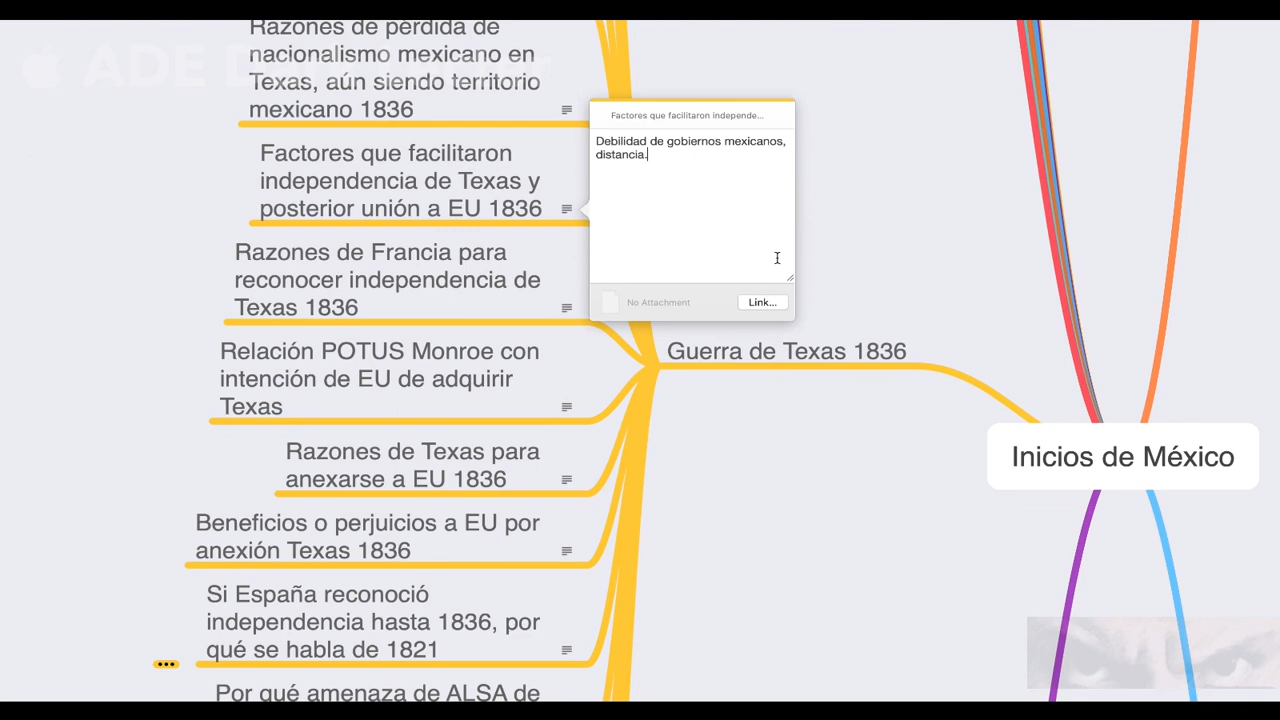 Razones de pérdida de
nacionalismo mexicano en
Texas, aún siendo territorio
mexicano 1836
Factores que facilitaron
independencia de Texas y
posterior unión a EU 1836
Factores que facilitaron independe...
Debilidad de gobiernos mexicanos,
distancia.
No Attachment
Link...
Razones de Francia para
reconocer independencia de
Texas 1836
Relación POTUS Monroe con
intención de EU de adquirir
Texas
Razones de Texas para
anexarse a EU 1836
Beneficios o perjuicios a EU por
anexión Texas 1836
Si España reconoció
independencia hasta 1836, por
qué se habla de 1821
Por qué amenaza de ALSA de
Guerra de Texas 1836
Inicios de México
ADE